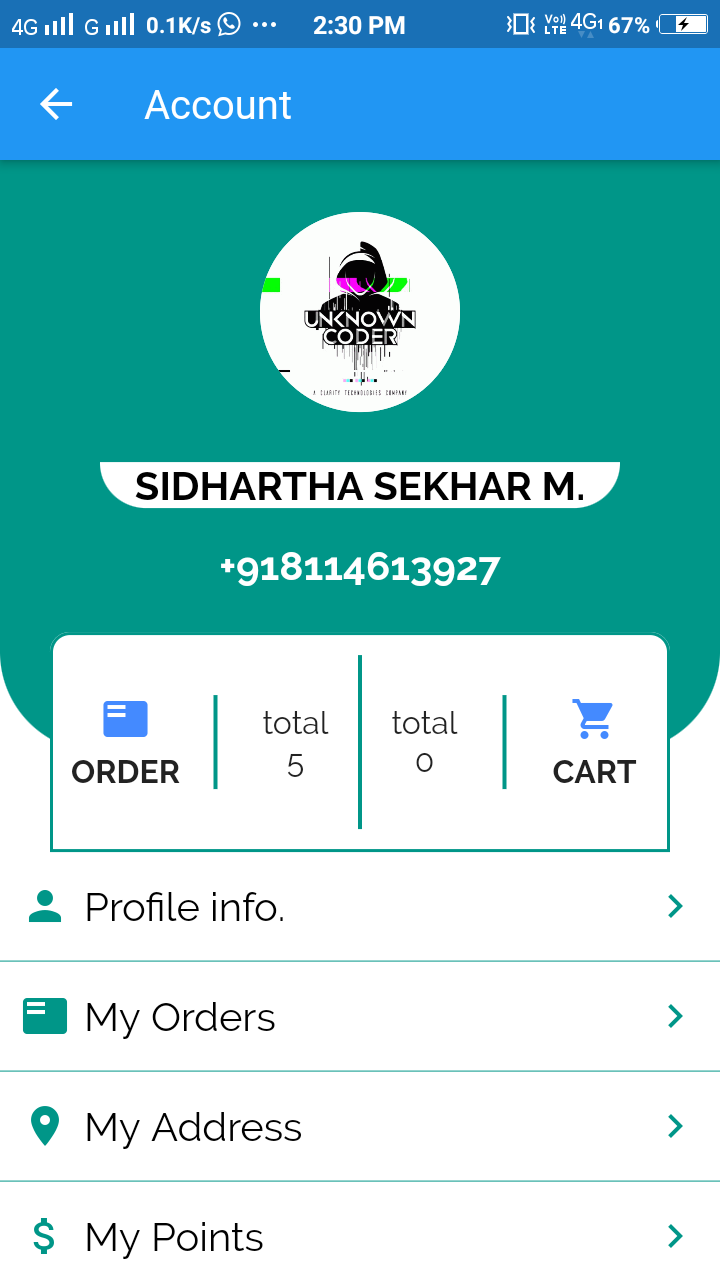 4G G 0.1K/s 2:30 PM Vo)) LTE 4G1 67%
Account
UNKNOWN
CODER
A CLARITY TECHNOLOGIES COMPANY
SIDHARTHA SEKHAR M.
+918114613927
total total
5 0
ORDER CART
Profile info.
My Orders
My Address
My Points